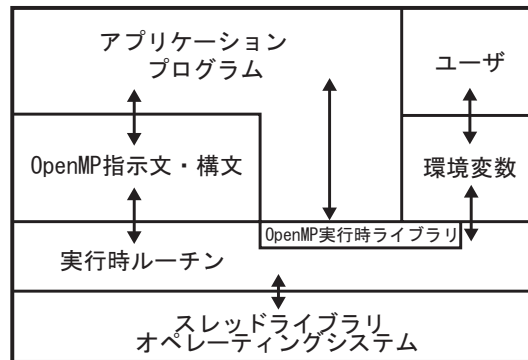 アプリケーション
プログラム
ユーザ
OpenMP指示文・構文
環境変数
OpenMP実行時ライブラリ
実行時ルーチン
スレッドライブラリ
オペレーティングシステム